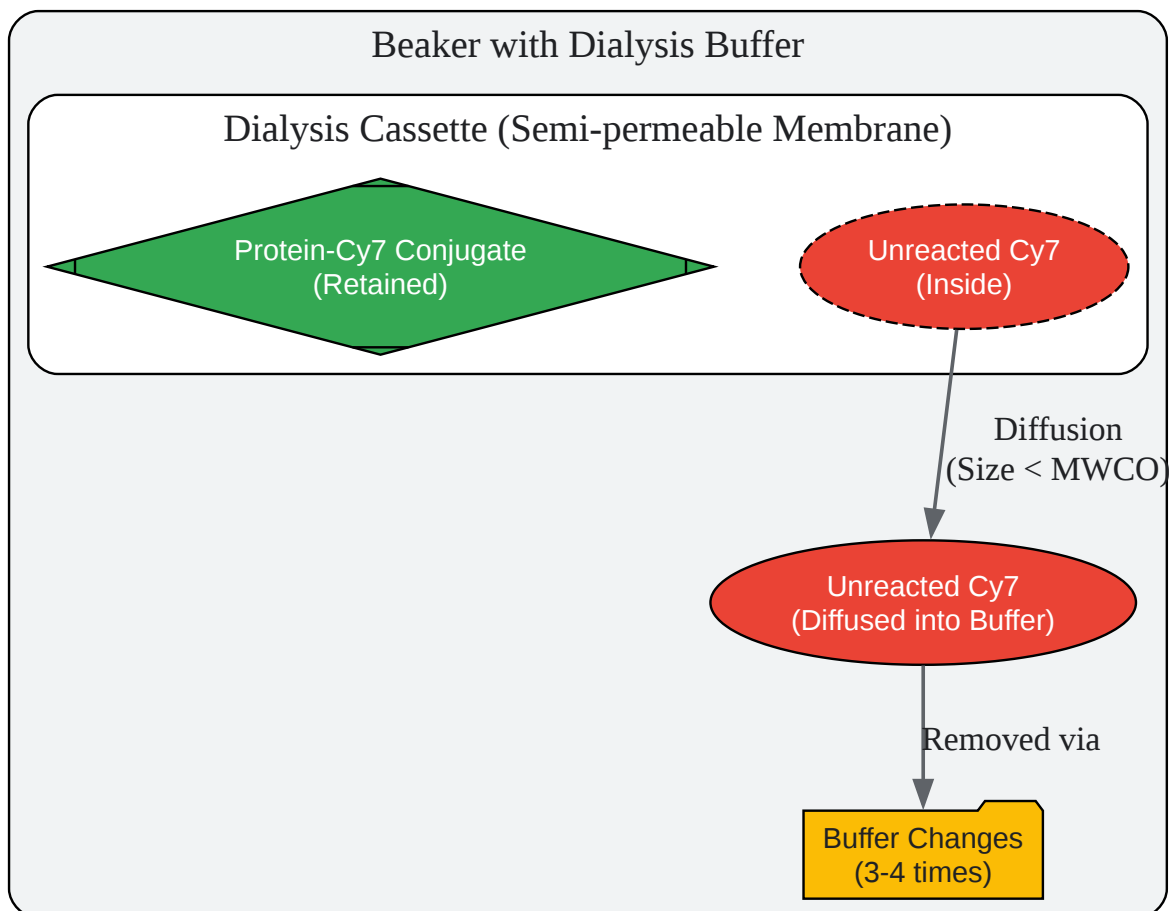 Beaker with Dialysis Buffer
Dialysis Cassette (Semi-permeable Membrane)
Protein-Cy7 Conjugate
(Retained)
Unreacted Cy7
(Inside)
Diffusion
(Size < MWCO)
Unreacted Cy7
(Diffused into Buffer)
Removed via
Buffer Changes
(3-4 times)